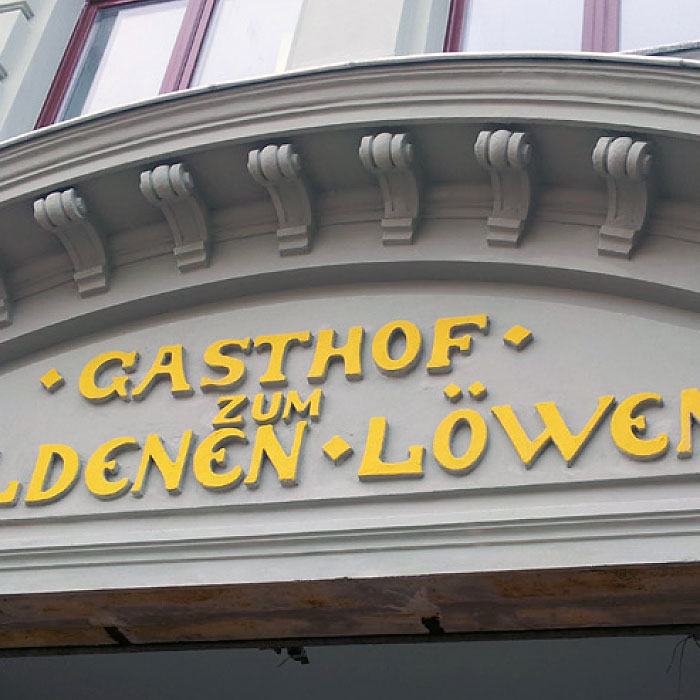 · GASTHOF ·
ZUM
LDENEN · LÖWEN